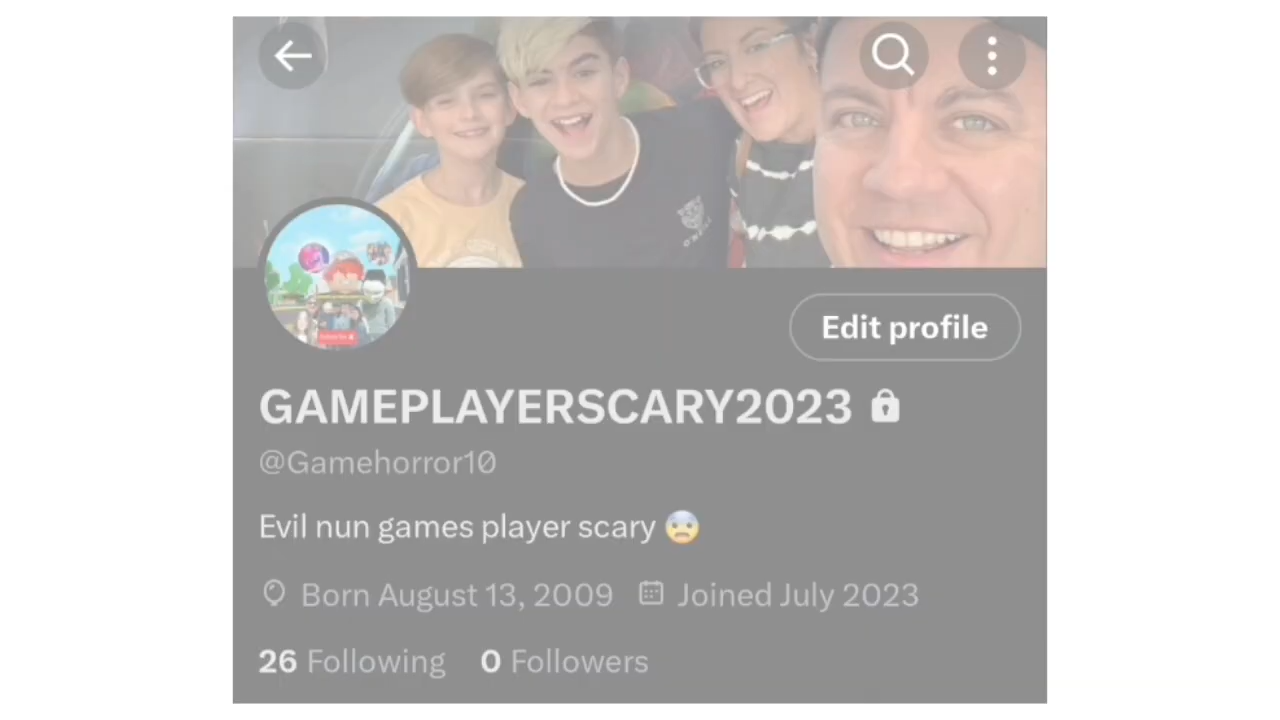 Edit profile
GAMEPLAYERSCARY2023
@Gamehorror10
Evil nun games player scary 😨
Born August 13, 2009 Joined July 2023
26 Following 0 Followers